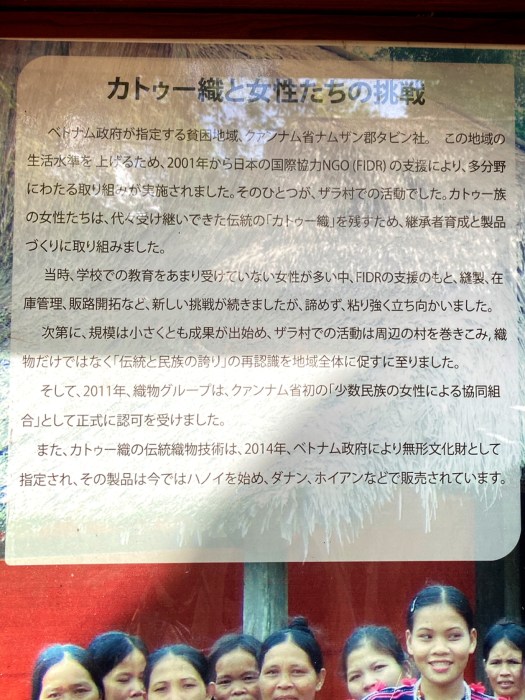 カトゥー織と女性たちの挑戦
ベトナム政府が指定する貧困地域、クァンナム省ナムザン郡タビン社。　この地域の
生活水準を 上げるため、2001年から日本の国際協力NGO (FIDR) の支援により、多分野
にわたる取り組みが実施されました。そのひとつが、ザラ村での活動でした。カトゥー族
の女性たちは、代々受け継いできた伝統の「カトゥー織」を残すため、継承者育成と製品
づくりに取り組みました。
当時、学校での教育をあまり受けていない女性が多い中、FIDRの支援のもと、縫製、在
庫管理、販路開拓など、新しい挑戦が続きましたが、諦めず、粘り強く立ち向かいました。
次第に、規模は小さくとも成果が出始め、ザラ村での活動は周辺の村を巻きこみ, 織
物だけではなく「伝統と民族の誇り」の再認識を地域全体に促すに至りました。
そして、2011年、織物グループは、クァンナム省初の「少数民族の女性による協同組
合」として正式に認可を受けました。
また、カトゥー織の伝統織物技術は、2014年、ベトナム政府により無形文化財として
指定され、その製品は今ではハノイを始め、ダナン、ホイアンなどで販売されています。